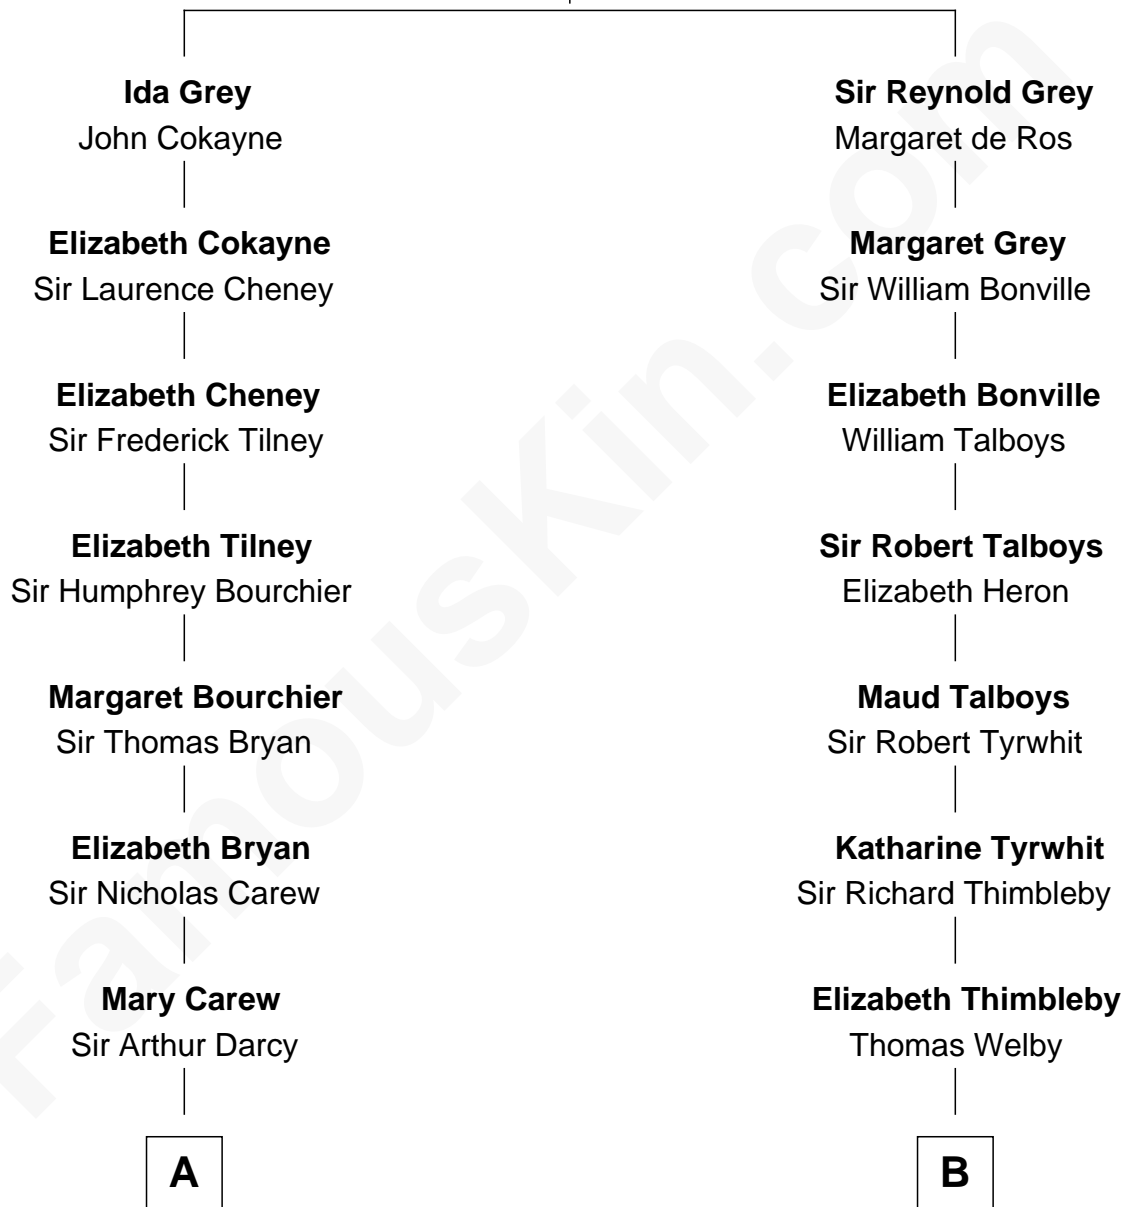 Ida Grey
John Cokayne
Sir Reynold Grey
Margaret de Ros
Elizabeth Cokayne
Sir Laurence Cheney
Margaret Grey
Sir William Bonville
Elizabeth Cheney
Sir Frederick Tilney
Elizabeth Bonville
William Talboys
Elizabeth Tilney
Sir Humphrey Bourchier
Sir Robert Talboys
Elizabeth Heron
Margaret Bourchier
Sir Thomas Bryan
Maud Talboys
Sir Robert Tyrwhit
Elizabeth Bryan
Sir Nicholas Carew
Katharine Tyrwhit
Sir Richard Thimbleby
Mary Carew
Sir Arthur Darcy
Elizabeth Thimbleby
Thomas Welby
A
B
FamousKin.com